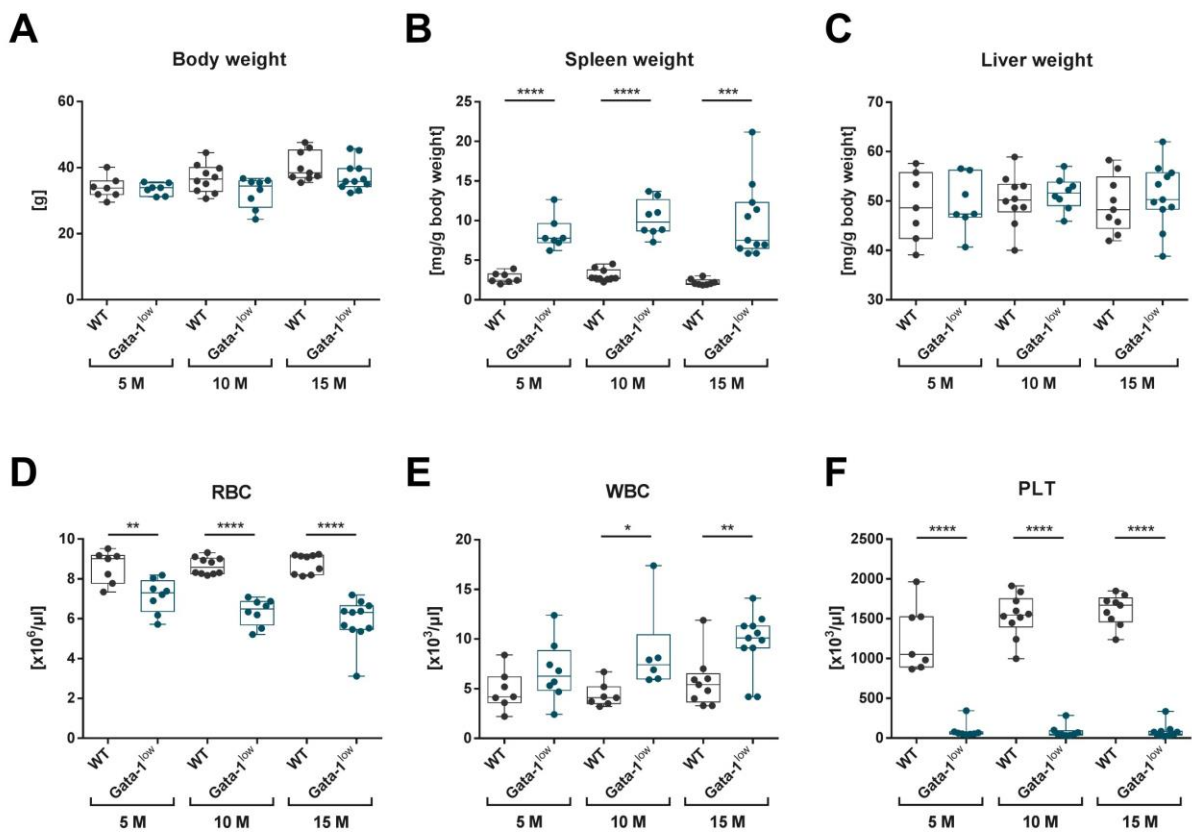 A
Body weight
[g]
60
40
20
0
WT
Gata-1low
WT
Gata-1low
WT
Gata-1low
5 M
10 M
15 M
B
Spleen weight
[mg/g body weight]
25
20
15
10
5
0
****
****
***
WT
Gata-1low
WT
Gata-1low
WT
Gata-1low
5 M
10 M
15 M
C
Liver weight
[mg/g body weight]
70
60
50
40
30
WT
Gata-1low
WT
Gata-1low
WT
Gata-1low
5 M
10 M
15 M
D
RBC
[x10⁶/µl]
10
8
6
4
2
0
**
****
****
WT
Gata-1low
WT
Gata-1low
WT
Gata-1low
5 M
10 M
15 M
E
WBC
[x10³/µl]
20
15
10
5
0
*
**
WT
Gata-1low
WT
Gata-1low
WT
Gata-1low
5 M
10 M
15 M
F
PLT
[x10³/µl]
2500
2000
1500
1000
500
0
****
****
****
WT
Gata-1low
WT
Gata-1low
WT
Gata-1low
5 M
10 M
15 M